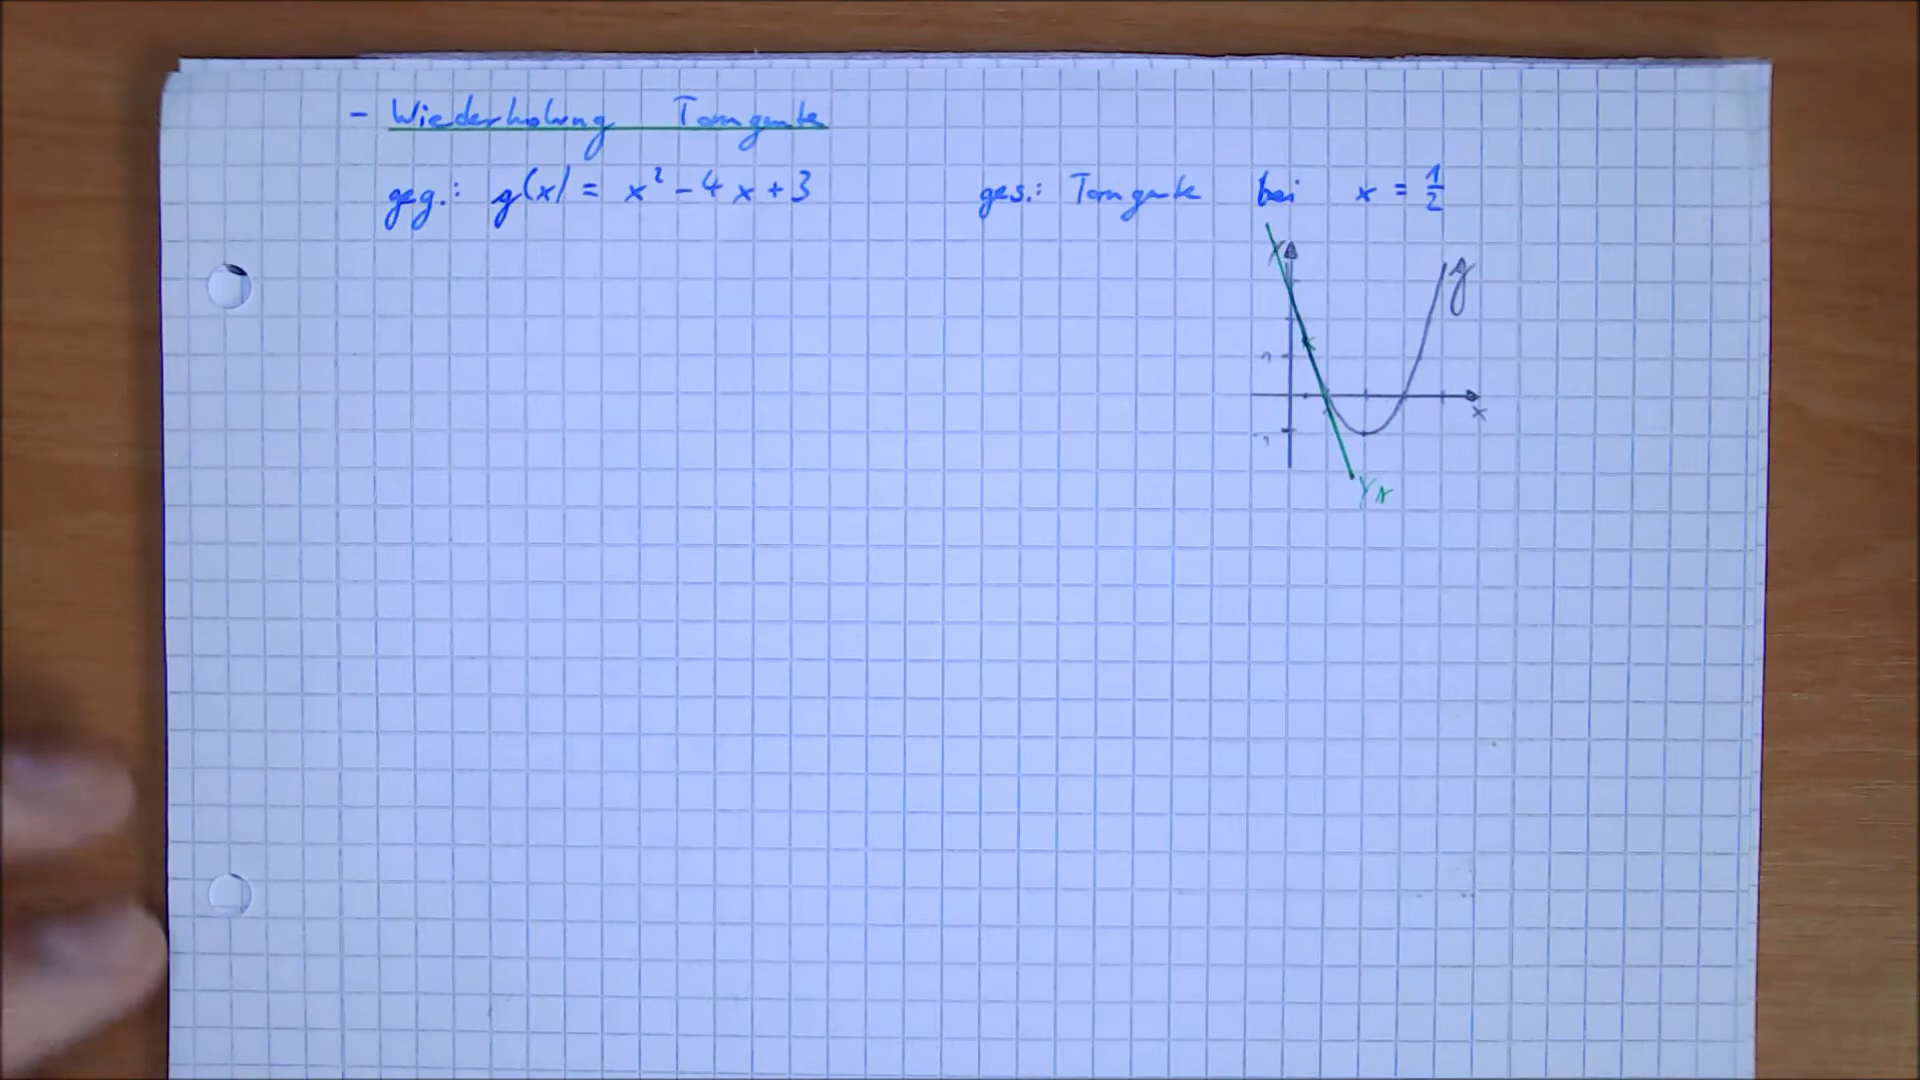 - Wiederholung Tangente
geg.: g(x) = x² - 4x + 3 ges.: Tangente bei x = 1/2
g
x